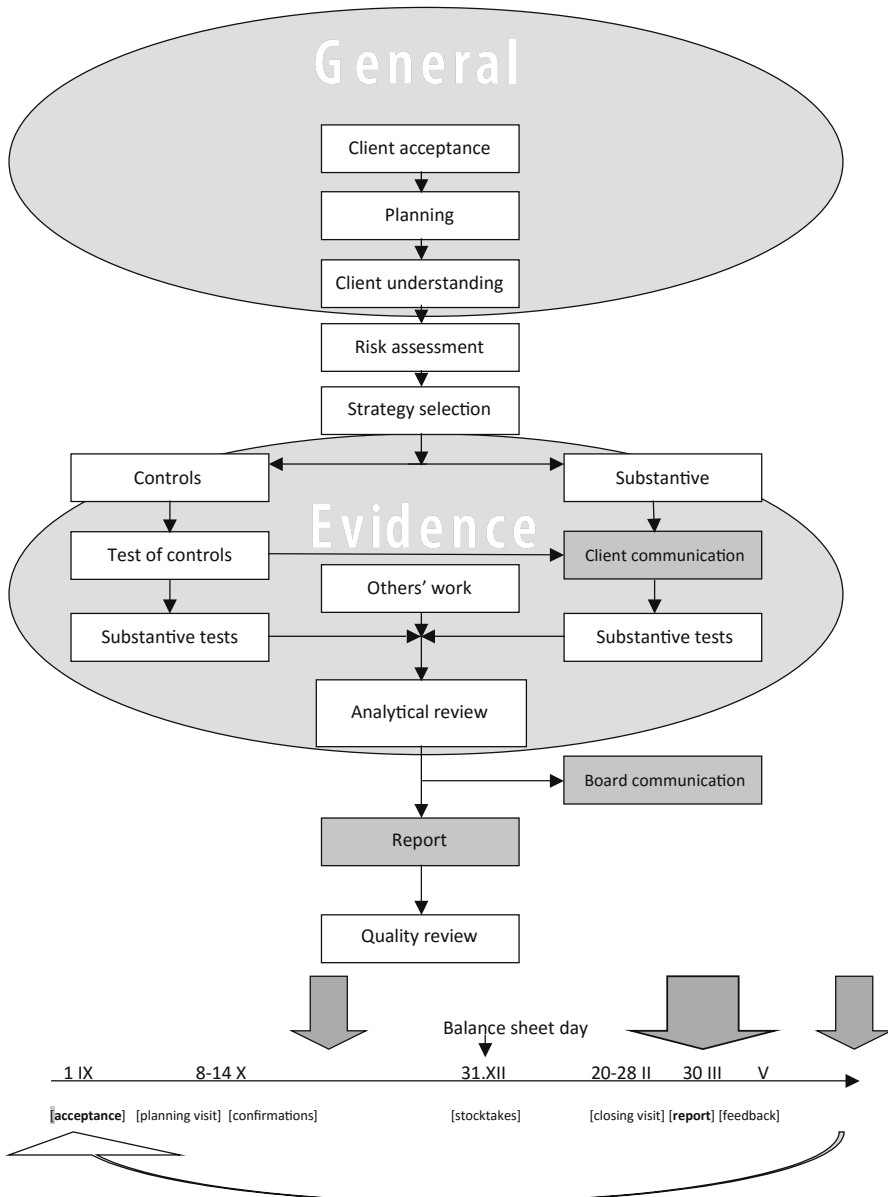 General
Client acceptance
Planning
Client understanding
Risk assessment
Strategy selection
Controls
Substantive
Evidence
Test of controls
Client communication
Others’ work
Substantive tests
Substantive tests
Analytical review
Board communication
Report
Quality review
Balance sheet day
1 IX 8-14 X 31.XII 20-28 II 30 III V
[acceptance] [planning visit] [confirmations] [stocktakes] [closing visit] [report] [feedback]